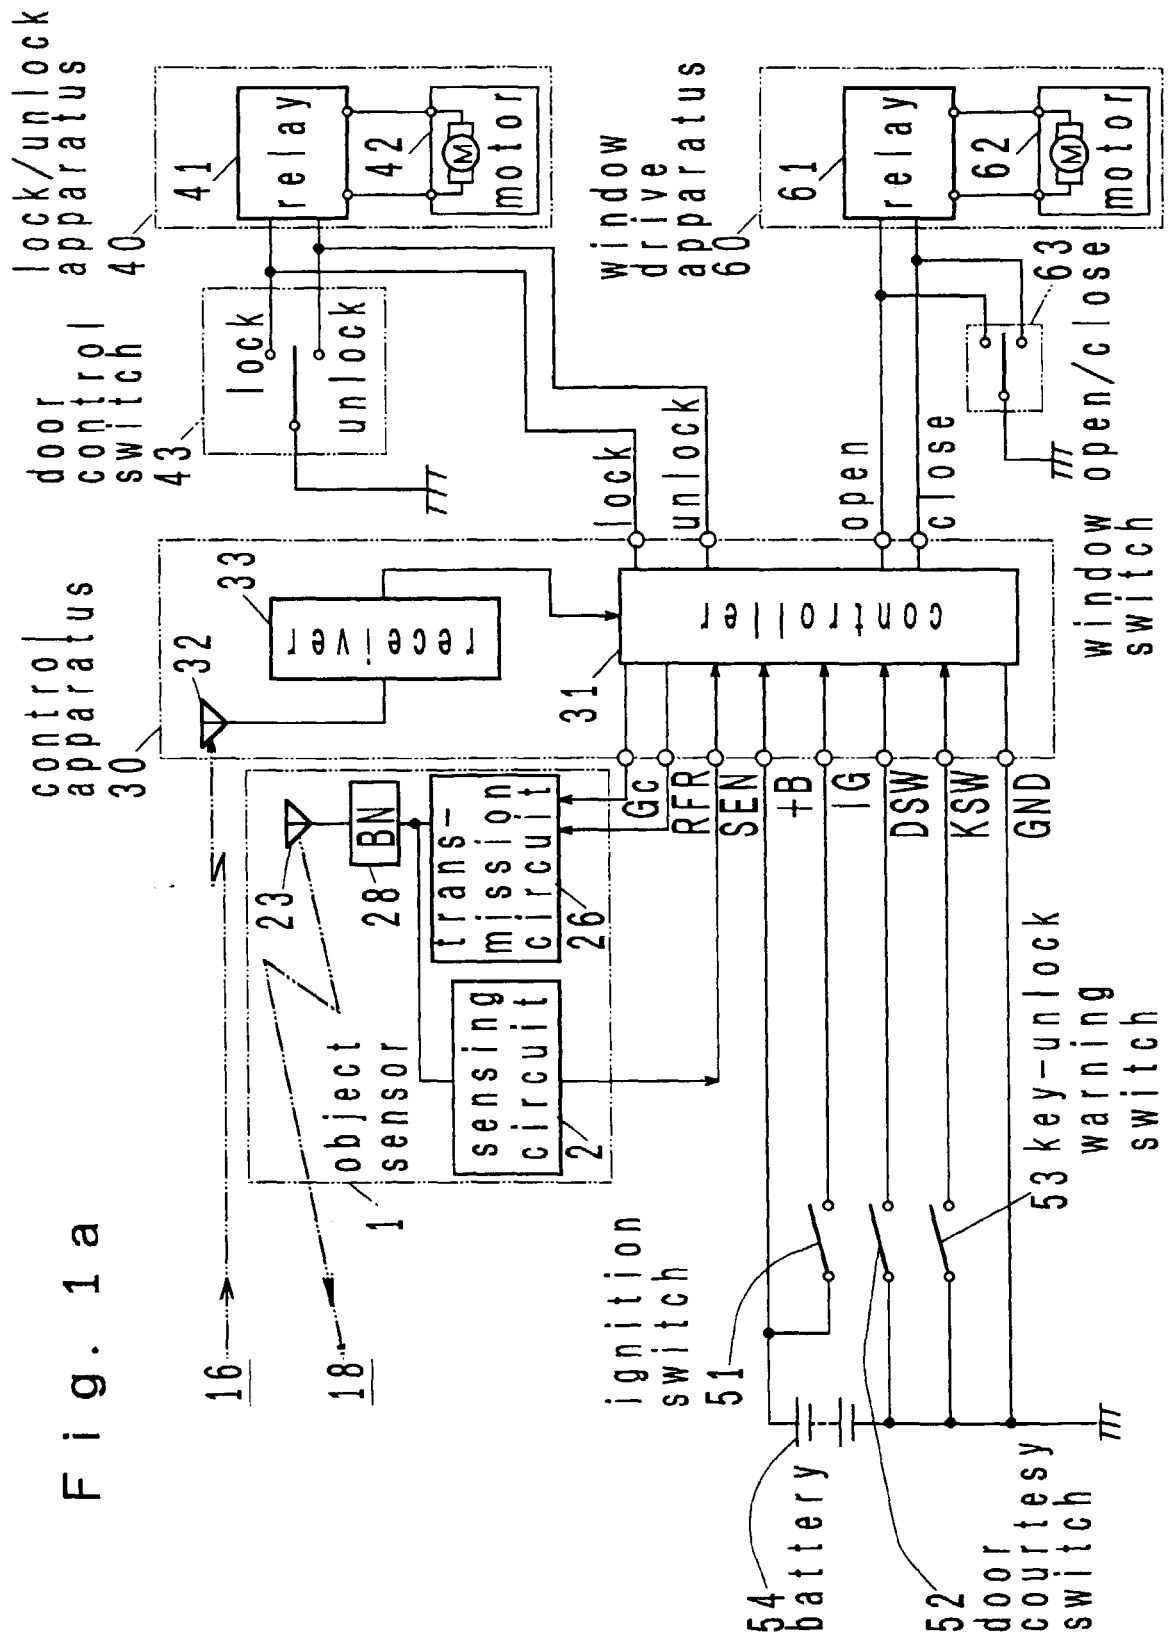 Fig. 1a
16
18
control
apparatus
30
32
33
receiver
31
controller
23
28
BN
trans-
mission
circuit
26
object
sensor
1
sensing
circuit
2
Gc
RFR
SEN
+B
IG
DSW
KSW
GND
lock
unlock
open
close
door
control
switch
43
lock
unlock
lock/unlock
apparatus
40
41
relay
42
M
motor
window
drive
apparatus
60
61
relay
62
M
motor
63
open/close
window
switch
ignition
switch
51
53 key-unlock
warning
switch
54
battery
52
door
courtesy
switch